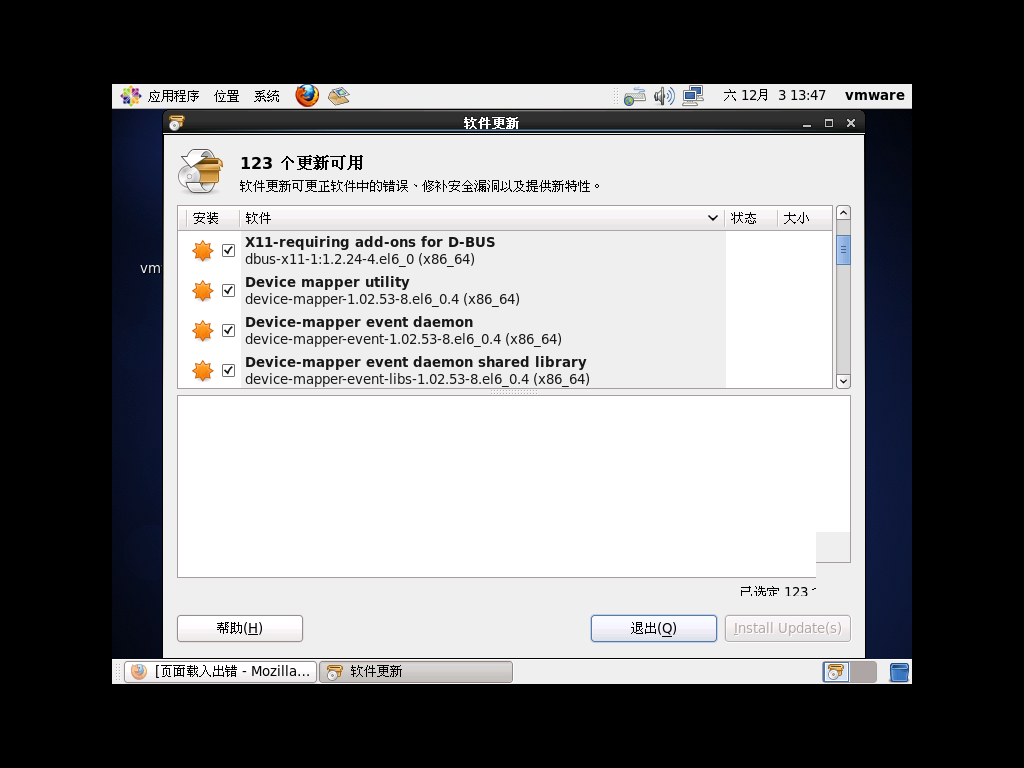 应用程序 位置 系统 六 12月 3 13:47 vmware
软件更新
123 个更新可用
软件更新可更正软件中的错误、修补安全漏洞以及提供新特性。
安装 软件 状态 大小
X11-requiring add-ons for D-BUS
dbus-x11-1:1.2.24-4.el6_0 (x86_64)
Device mapper utility
device-mapper-1.02.53-8.el6_0.4 (x86_64)
Device-mapper event daemon
device-mapper-event-1.02.53-8.el6_0.4 (x86_64)
Device-mapper event daemon shared library
device-mapper-event-libs-1.02.53-8.el6_0.4 (x86_64)
vm
已选定 123
帮助(H) 退出(Q) Install Update(s)
[页面载入出错 - Mozilla... 软件更新